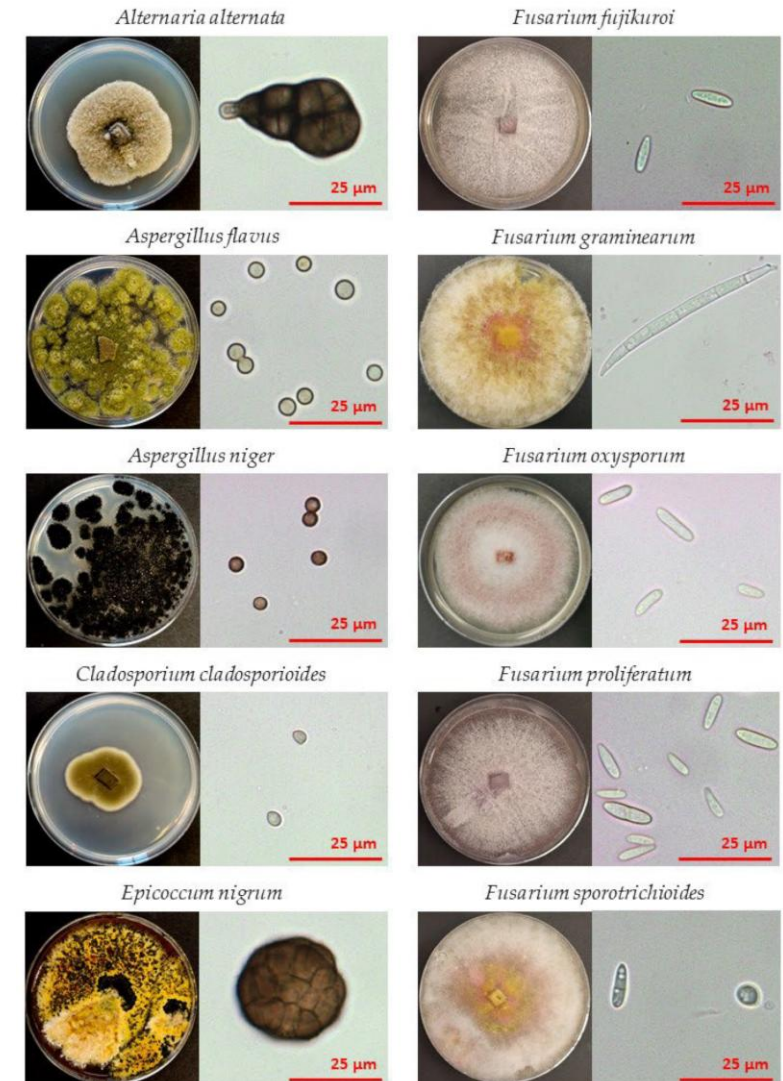 Alternaria alternata
25 µm
Fusarium fujikuroi
25 µm
Aspergillus flavus
25 µm
Fusarium graminearum
25 µm
Aspergillus niger
25 µm
Fusarium oxysporum
25 µm
Cladosporium cladosporioides
25 µm
Fusarium proliferatum
25 µm
Epicoccum nigrum
25 µm
Fusarium sporotrichioides
25 µm